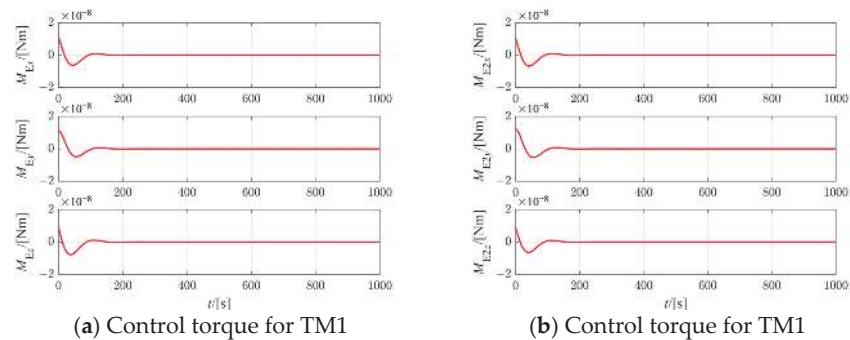 ×10⁻⁸
2
0
−2
M_Ex/[Nm]
0 200 400 600 800 1000
×10⁻⁸
2
0
−2
M_Ey/[Nm]
0 200 400 600 800 1000
×10⁻⁸
2
0
−2
M_Ez/[Nm]
0 200 400 600 800 1000
t/[s]
(a) Control torque for TM1
×10⁻⁸
2
0
−2
M_E2x/[Nm]
0 200 400 600 800 1000
×10⁻⁸
2
0
−2
M_E2y/[Nm]
0 200 400 600 800 1000
×10⁻⁸
2
0
−2
M_E2z/[Nm]
0 200 400 600 800 1000
t/[s]
(b) Control torque for TM1